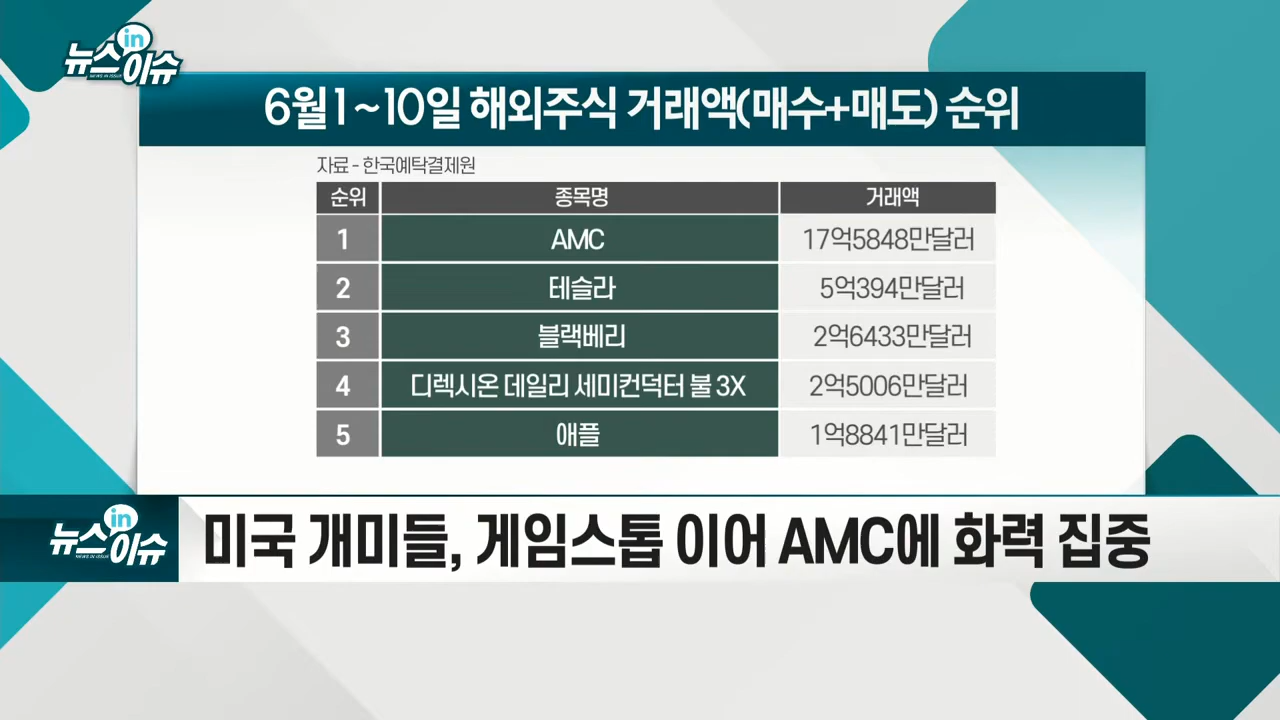 뉴스in이슈
NEWS IN ISSUE
6월 1~10일 해외주식 거래액(매수+매도) 순위
자료 - 한국예탁결제원
순위 종목명 거래액
1 AMC 17억5848만달러
2 테슬라 5억394만달러
3 블랙베리 2억6433만달러
4 디렉시온 데일리 세미컨덕터 불 3X 2억5006만달러
5 애플 1억8841만달러
뉴스in이슈
NEWS IN ISSUE
미국 개미들, 게임스톱 이어 AMC에 화력 집중